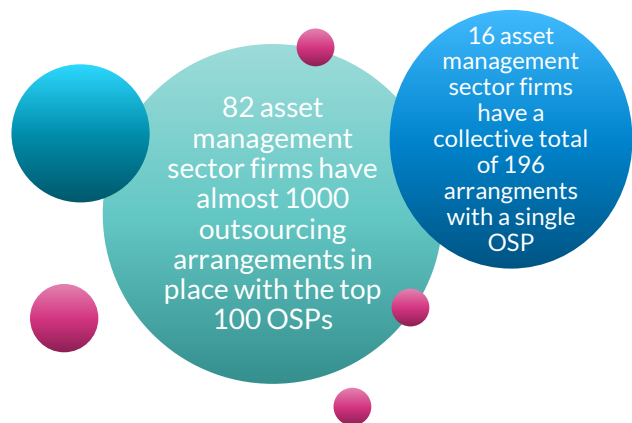 82 asset
management
sector firms have
almost 1000
outsourcing
arrangements in
place with the top
100 OSPs
16 asset
management
sector firms
have a
collective total
of 196
arrangments
with a single
OSP